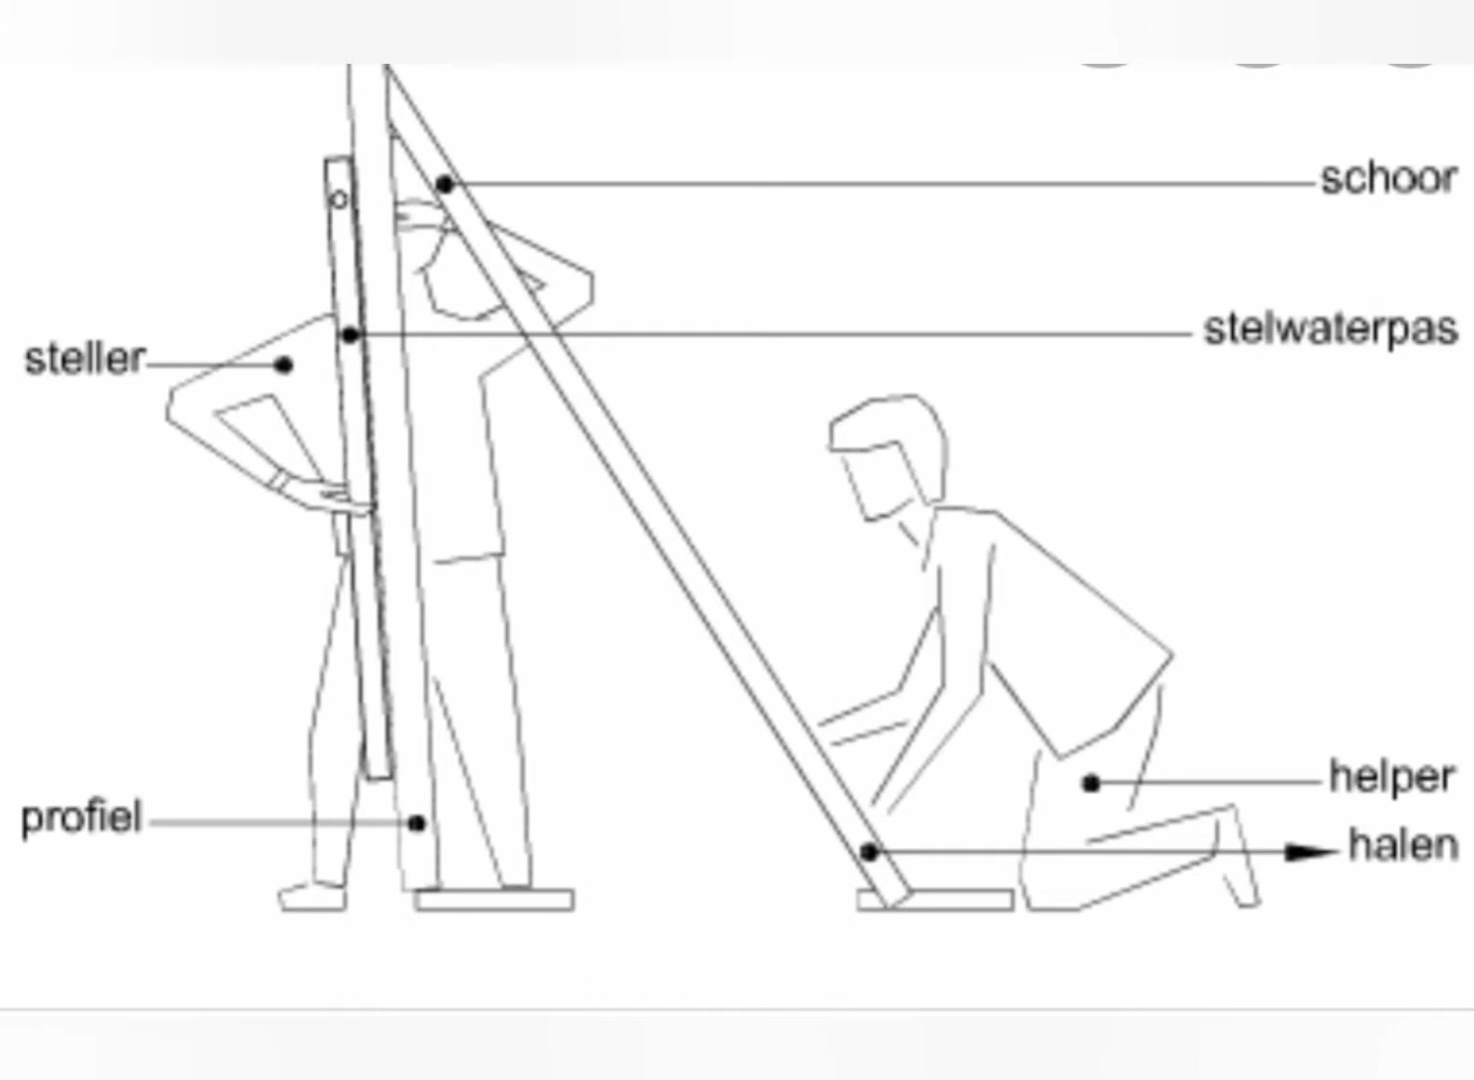 schoor
stelwaterpas
steller
helper
profiel
halen